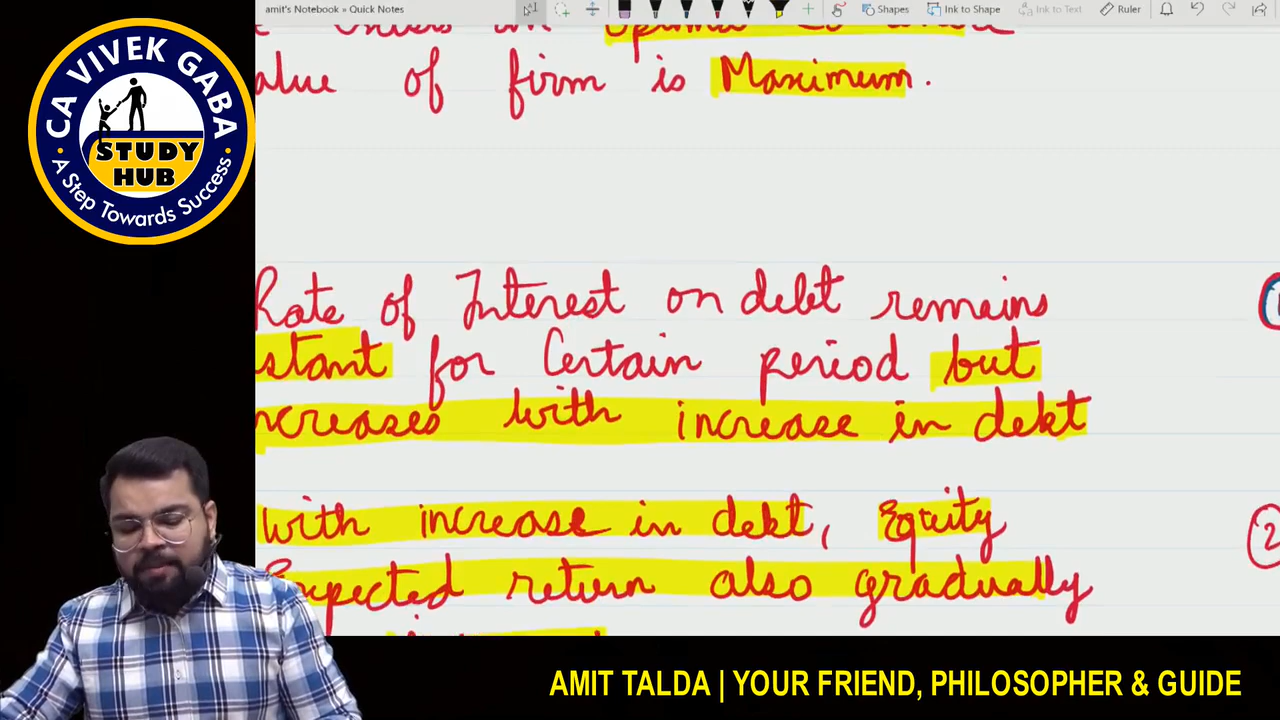 amit's Notebook » Quick Notes
Shapes
Ink to Shape
Ink to Text
Ruler
CA VIVEK GABA
STUDY
HUB
A Step Towards Success
alue of firm is Maximum.
Rate of Interest on debt remains
stant for Certain period but
ncreases with increase in debt
With increase in debt, Equity
Expected return also gradually
2
AMIT TALDA | YOUR FRIEND, PHILOSOPHER & GUIDE